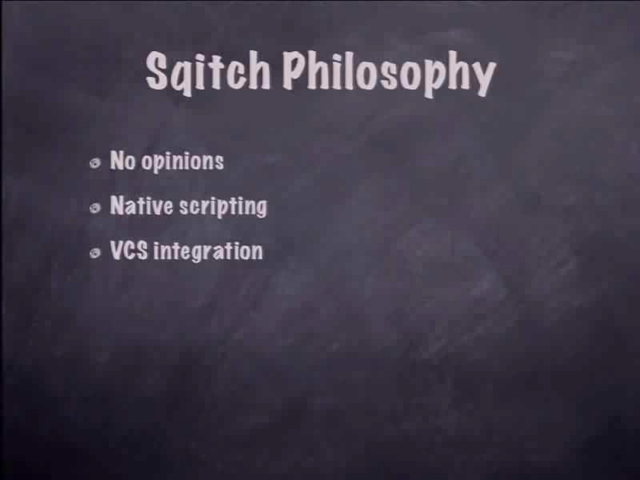 Sqitch Philosophy
No opinions
Native scripting
VCS integration